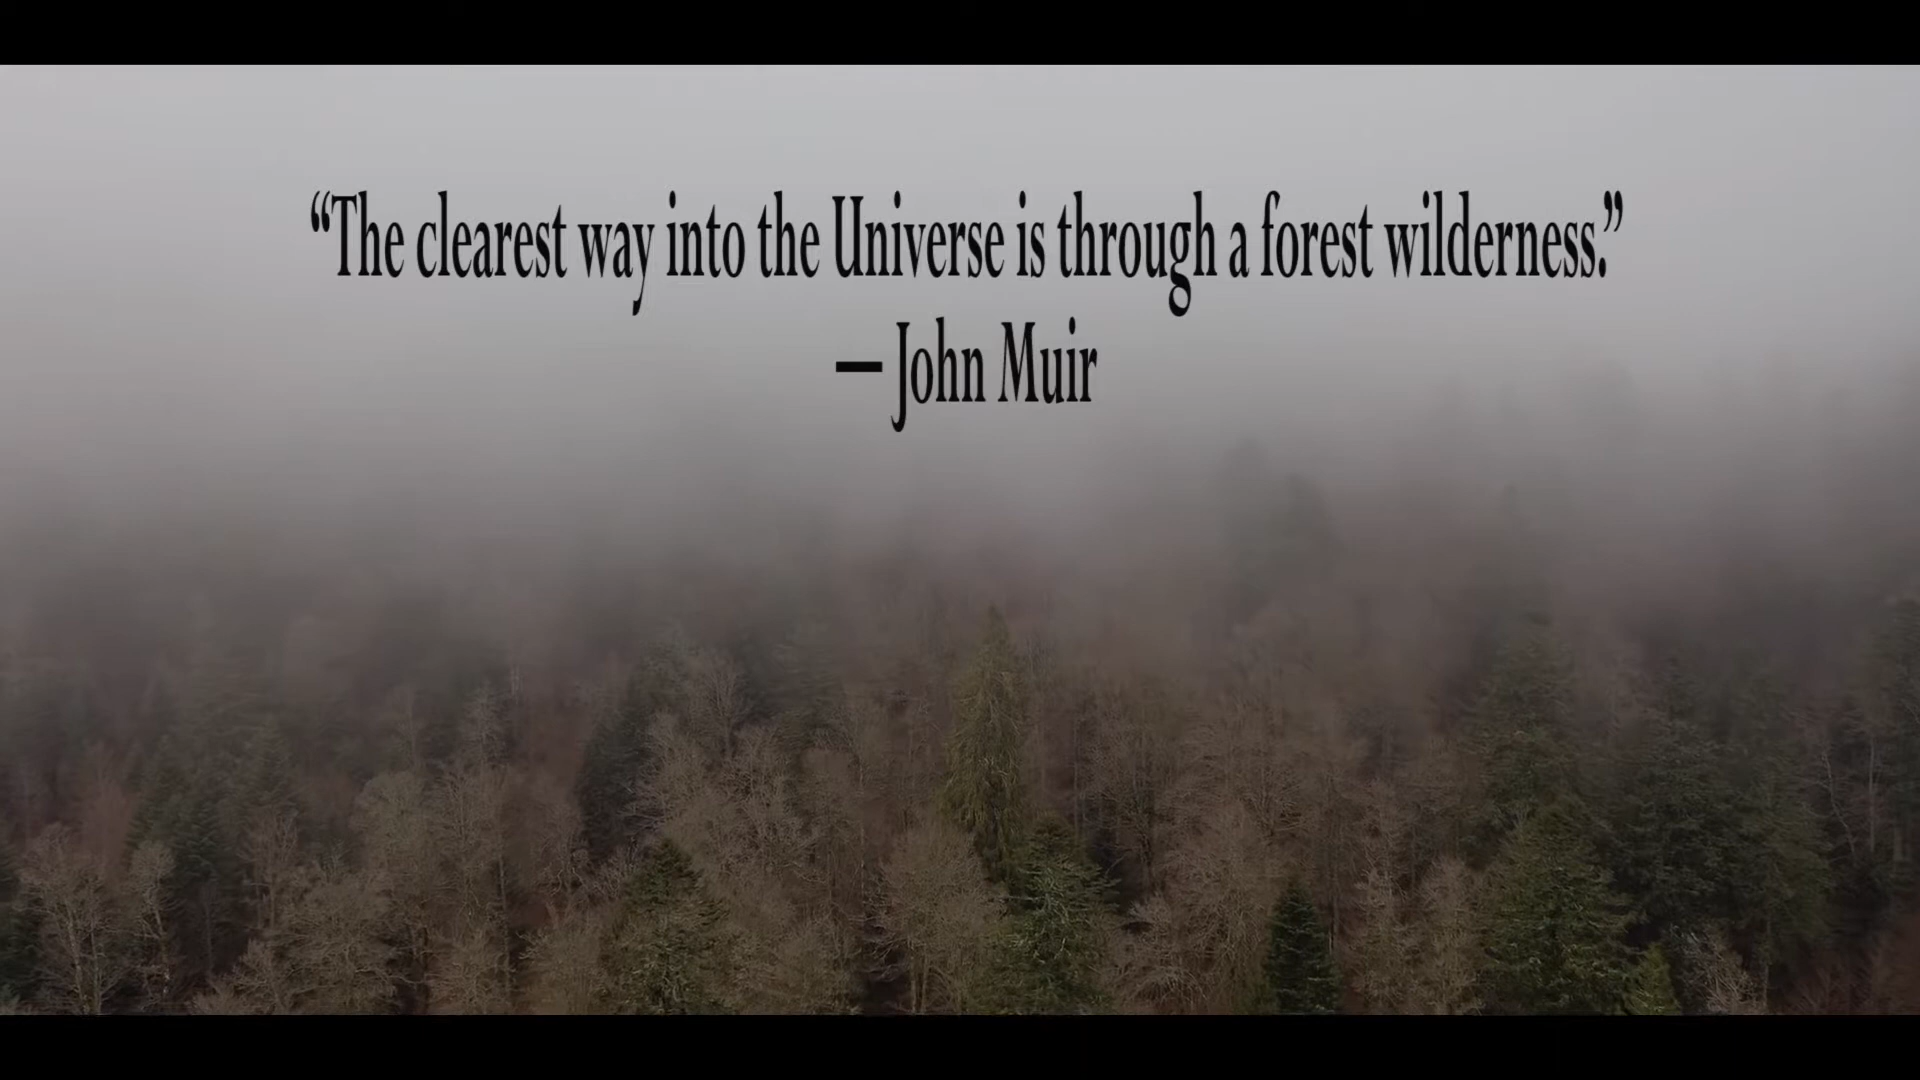 “The clearest way into the Universe is through a forest wilderness.”
— John Muir